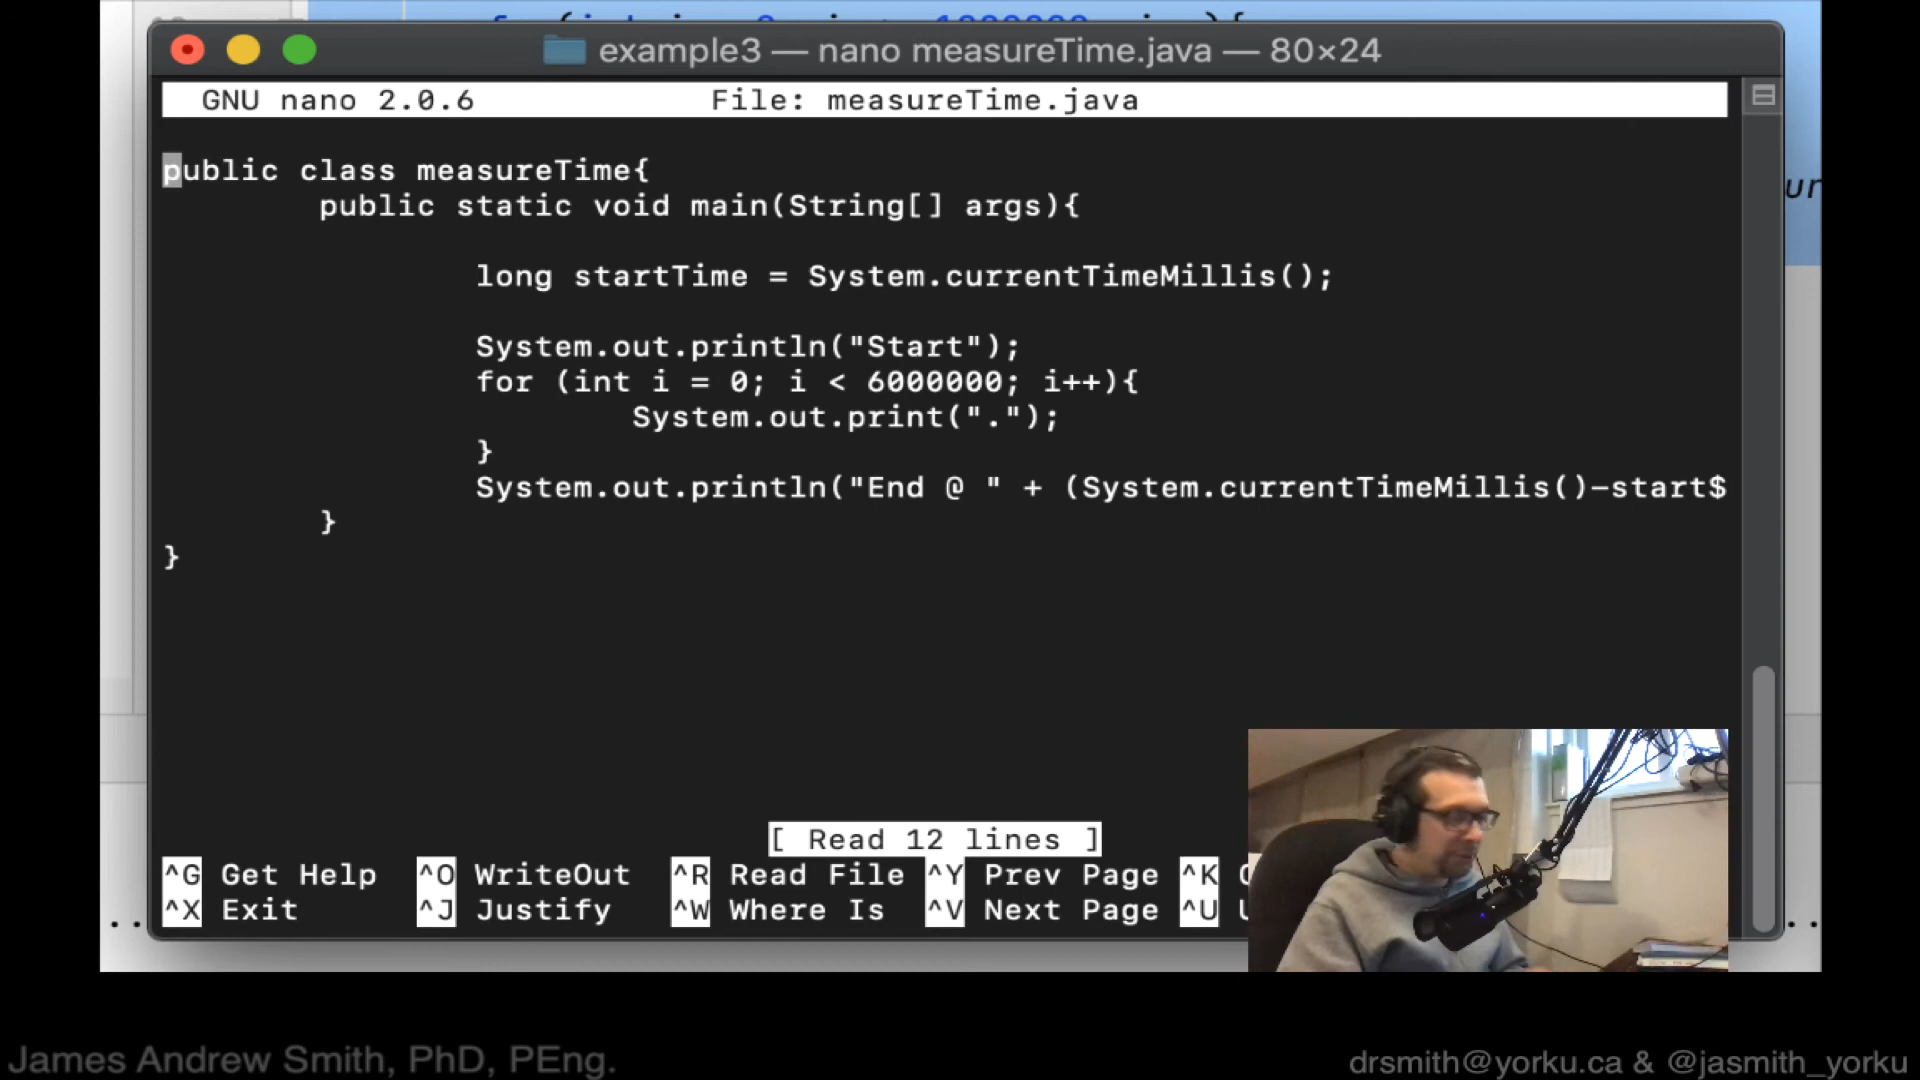 example3 — nano measureTime.java — 80×24
GNU nano 2.0.6 File: measureTime.java
public class measureTime{
public static void main(String[] args){
long startTime = System.currentTimeMillis();
System.out.println("Start");
for (int i = 0; i < 6000000; i++){
System.out.print(".");
}
System.out.println("End @ " + (System.currentTimeMillis()-start$
}
}
[ Read 12 lines ]
^G Get Help ^O WriteOut ^R Read File ^Y Prev Page ^K
^X Exit ^J Justify ^W Where Is ^V Next Page ^U
James Andrew Smith, PhD, PEng.
drsmith@yorku.ca & @jasmith_yorku